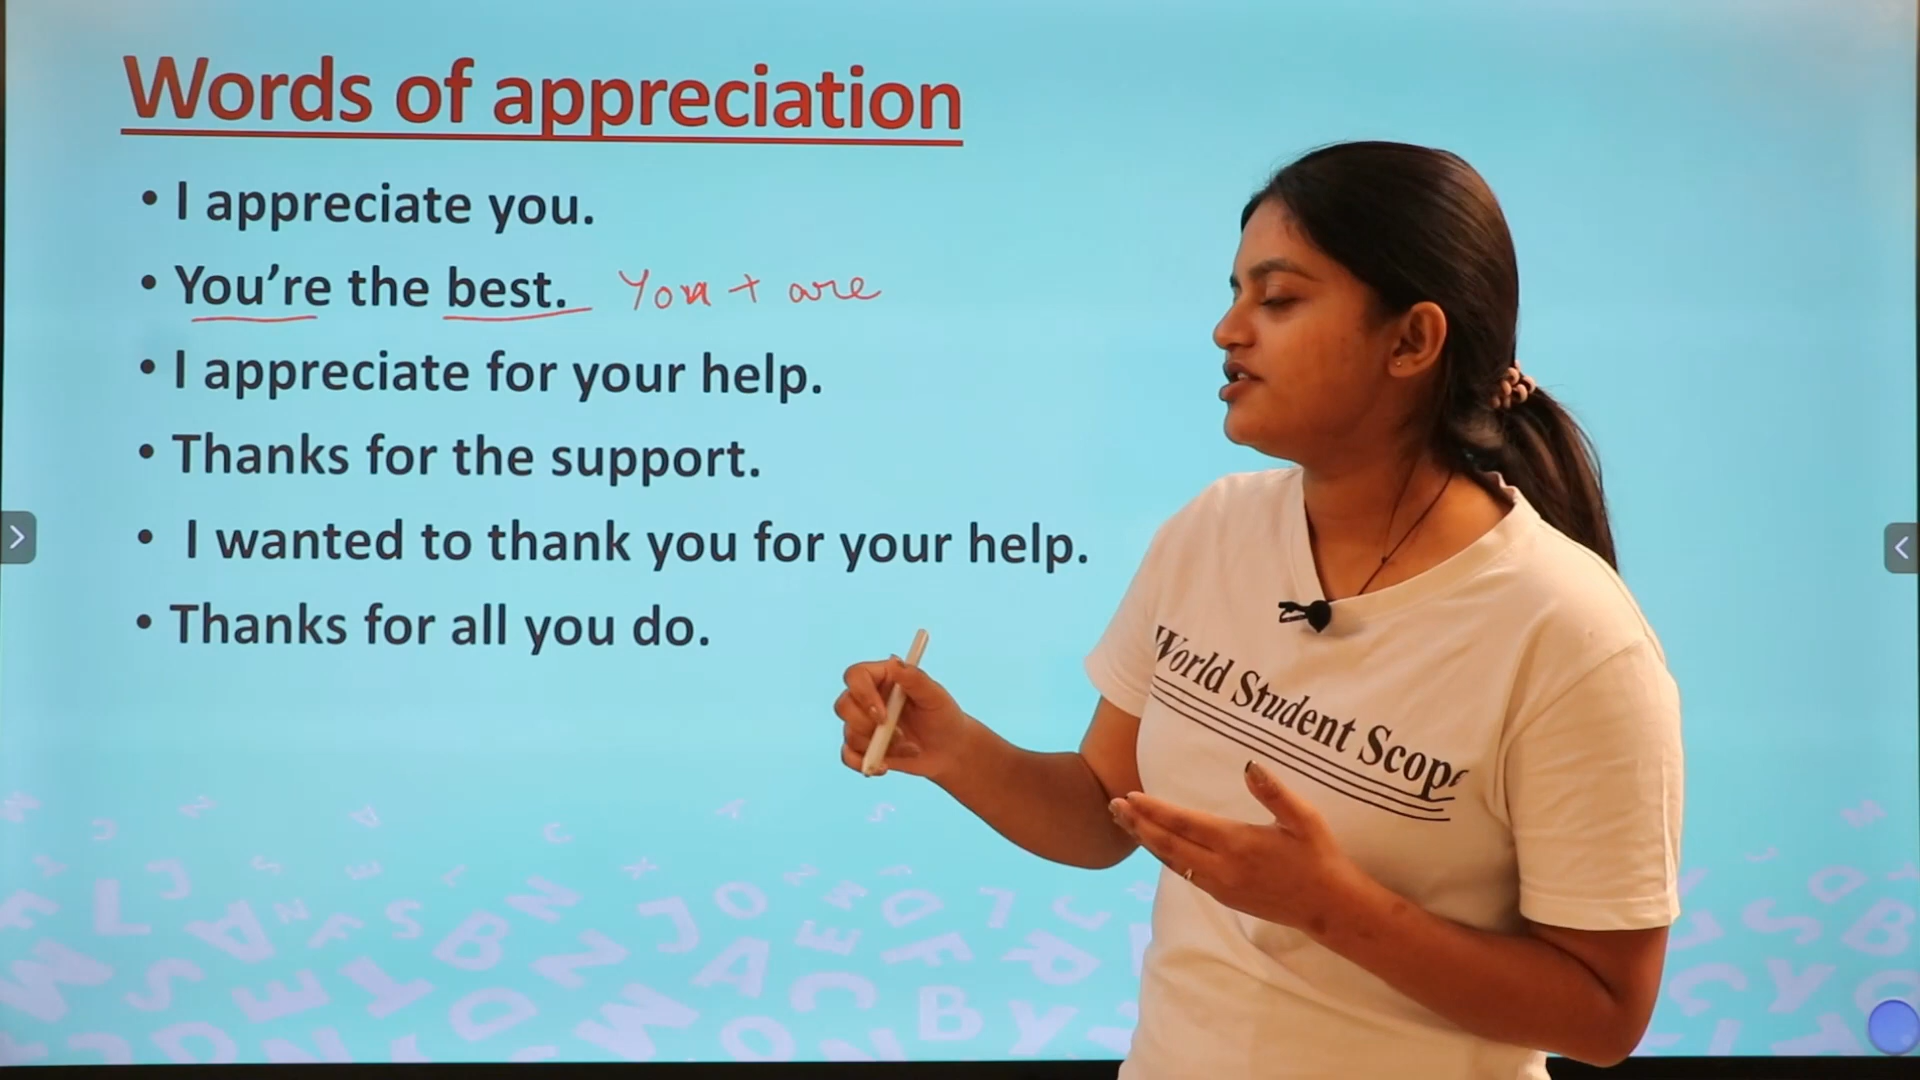 Words of appreciation
• I appreciate you.
• You’re the best. You + are
• I appreciate for your help.
• Thanks for the support.
• I wanted to thank you for your help.
• Thanks for all you do.
World Student Scope